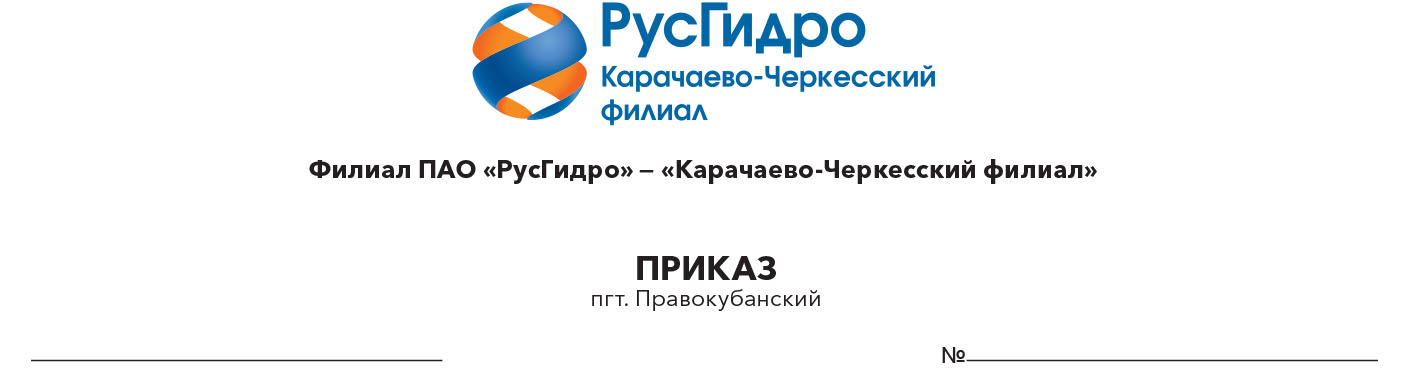 РусГидро
Карачаево-Черкесский
филиал
Филиал ПАО «РусГидро» – «Карачаево-Черкесский филиал»
ПРИКАЗ
пгт. Правокубанский
№